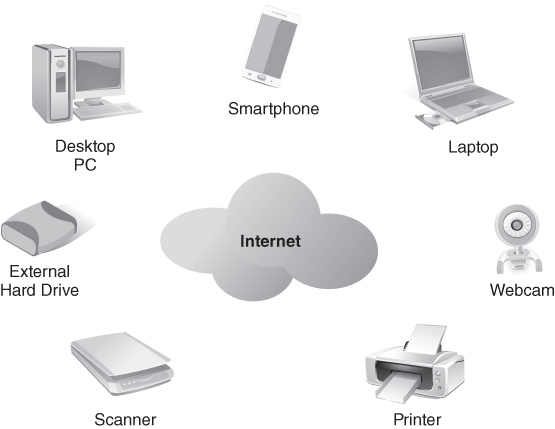 Smartphone
Desktop
PC
Laptop
Internet
External
Hard Drive
Webcam
Scanner
Printer